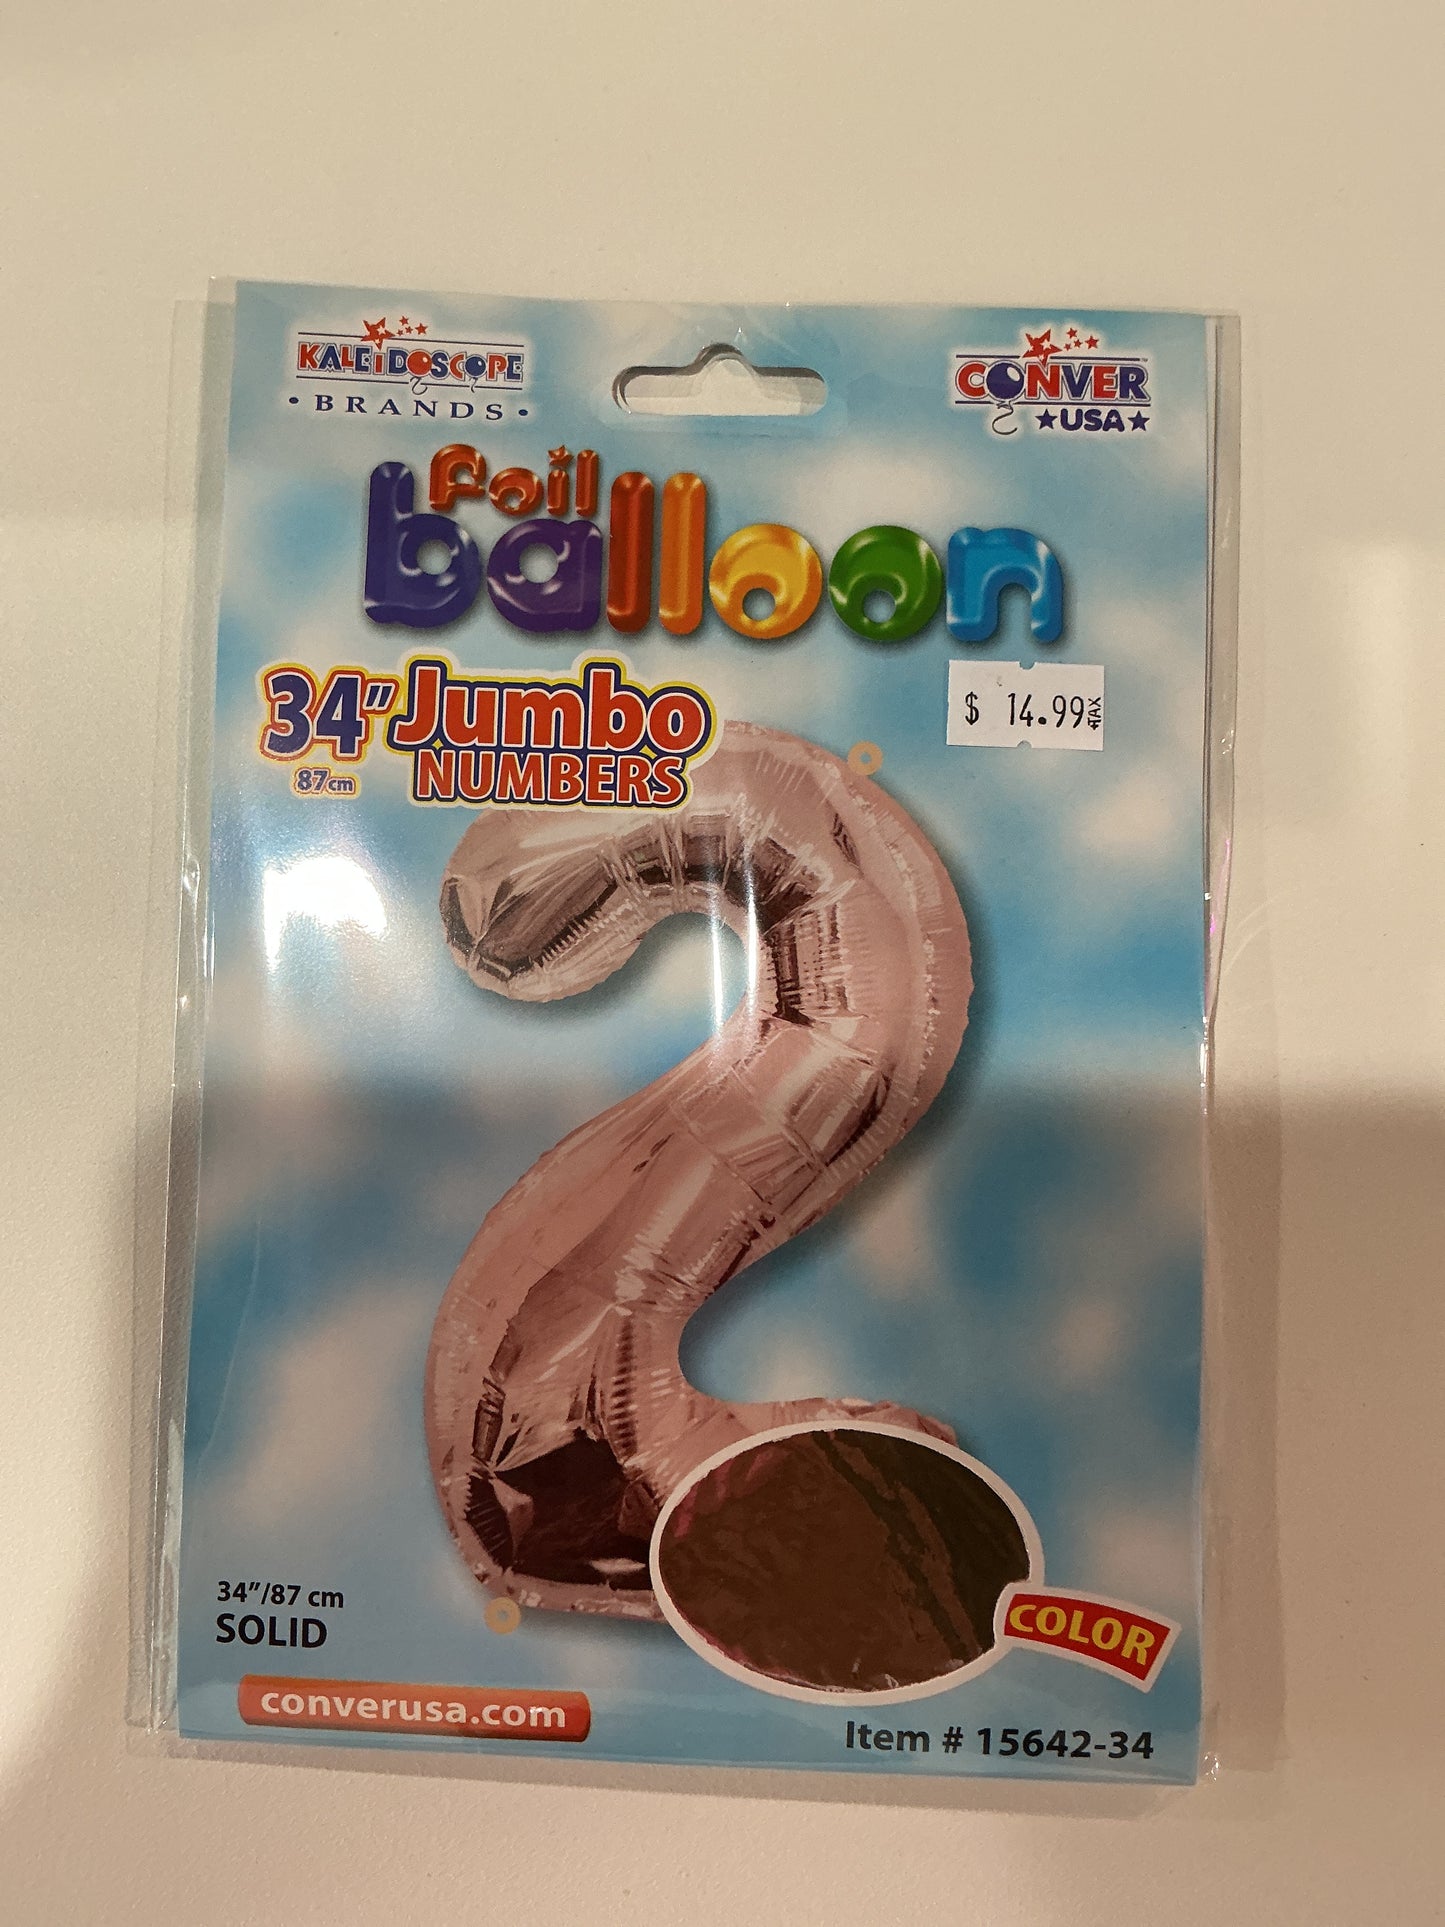 KALEIDOSCOPE
• BRANDS •
CONVER™
★USA★
Foil
balloon
34" Jumbo
87cm
NUMBERS
$ 14.99 +TAX
34"/87 cm
SOLID
COLOR
converusa.com
Item # 15642-34